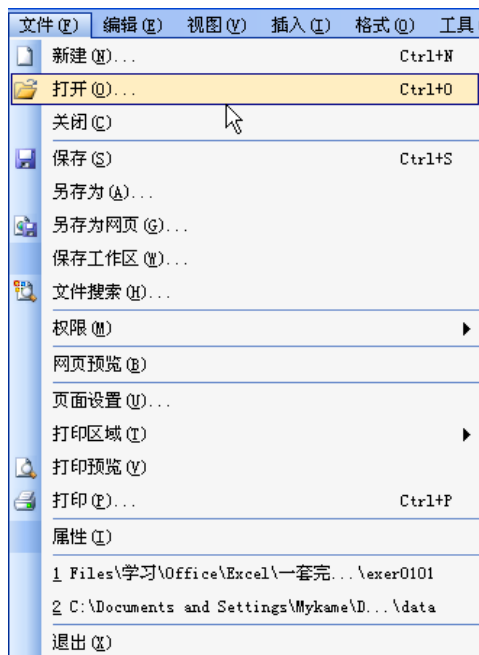 文件(F) 编辑(E) 视图(V) 插入(I) 格式(O) 工具
新建(N)... Ctrl+N
打开(O)... Ctrl+O
关闭(C)
保存(S) Ctrl+S
另存为(A)...
另存为网页(G)...
保存工作区(W)...
文件搜索(H)...
权限(M)
网页预览(B)
页面设置(U)...
打印区域(T)
打印预览(V)
打印(P)... Ctrl+P
属性(I)
1 Files\学习\Office\Excel\一套完...\exer0101
2 C:\Documents and Settings\Mykame\D...\data
退出(X)